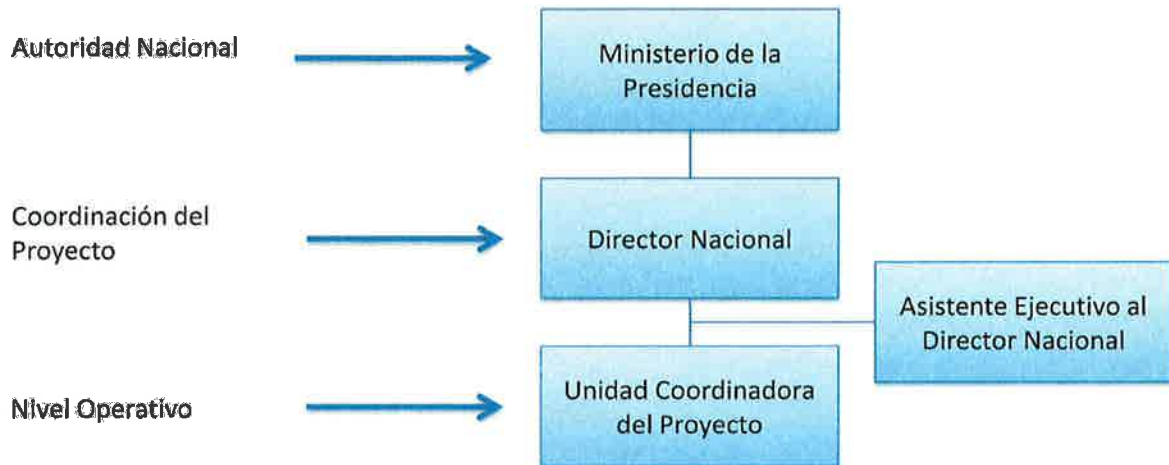 Autoridad Nacional
Ministerio de la
Presidencia
Coordinación del
Proyecto
Director Nacional
Asistente Ejecutivo al
Director Nacional
Nivel Operativo
Unidad Coordinadora
del Proyecto